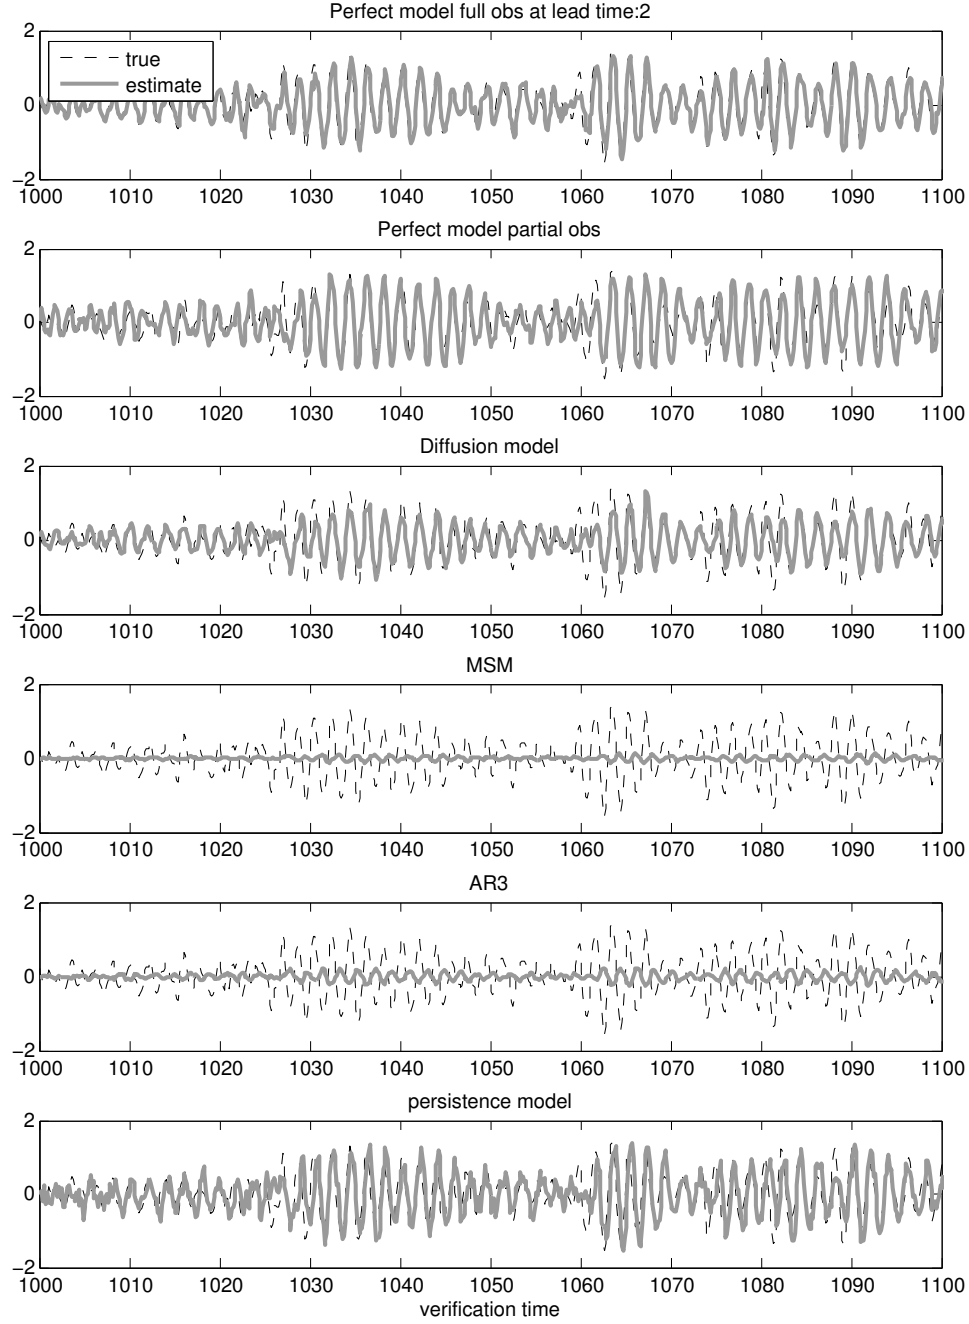 Perfect model full obs at lead time:2
2
true
estimate
0
−2
1000 1010 1020 1030 1040 1050 1060 1070 1080 1090 1100
Perfect model partial obs
2
0
−2
1000 1010 1020 1030 1040 1050 1060 1070 1080 1090 1100
Diffusion model
2
0
−2
1000 1010 1020 1030 1040 1050 1060 1070 1080 1090 1100
MSM
2
0
−2
1000 1010 1020 1030 1040 1050 1060 1070 1080 1090 1100
AR3
2
0
−2
1000 1010 1020 1030 1040 1050 1060 1070 1080 1090 1100
persistence model
2
0
−2
1000 1010 1020 1030 1040 1050 1060 1070 1080 1090 1100
verification time